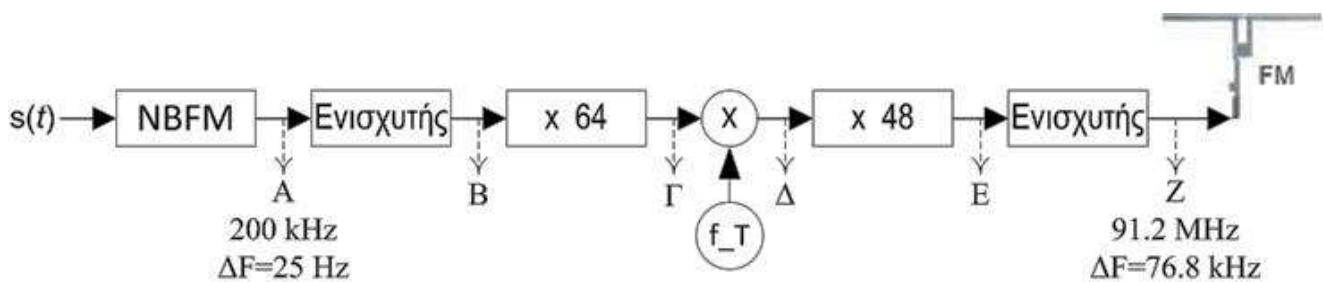 s(t)
NBFM
Ενισχυτής
x 64
X
x 48
Ενισχυτής
FM
A
B
Γ
Δ
E
Z
200 kHz
ΔF=25 Hz
f_T
91.2 MHz
ΔF=76.8 kHz